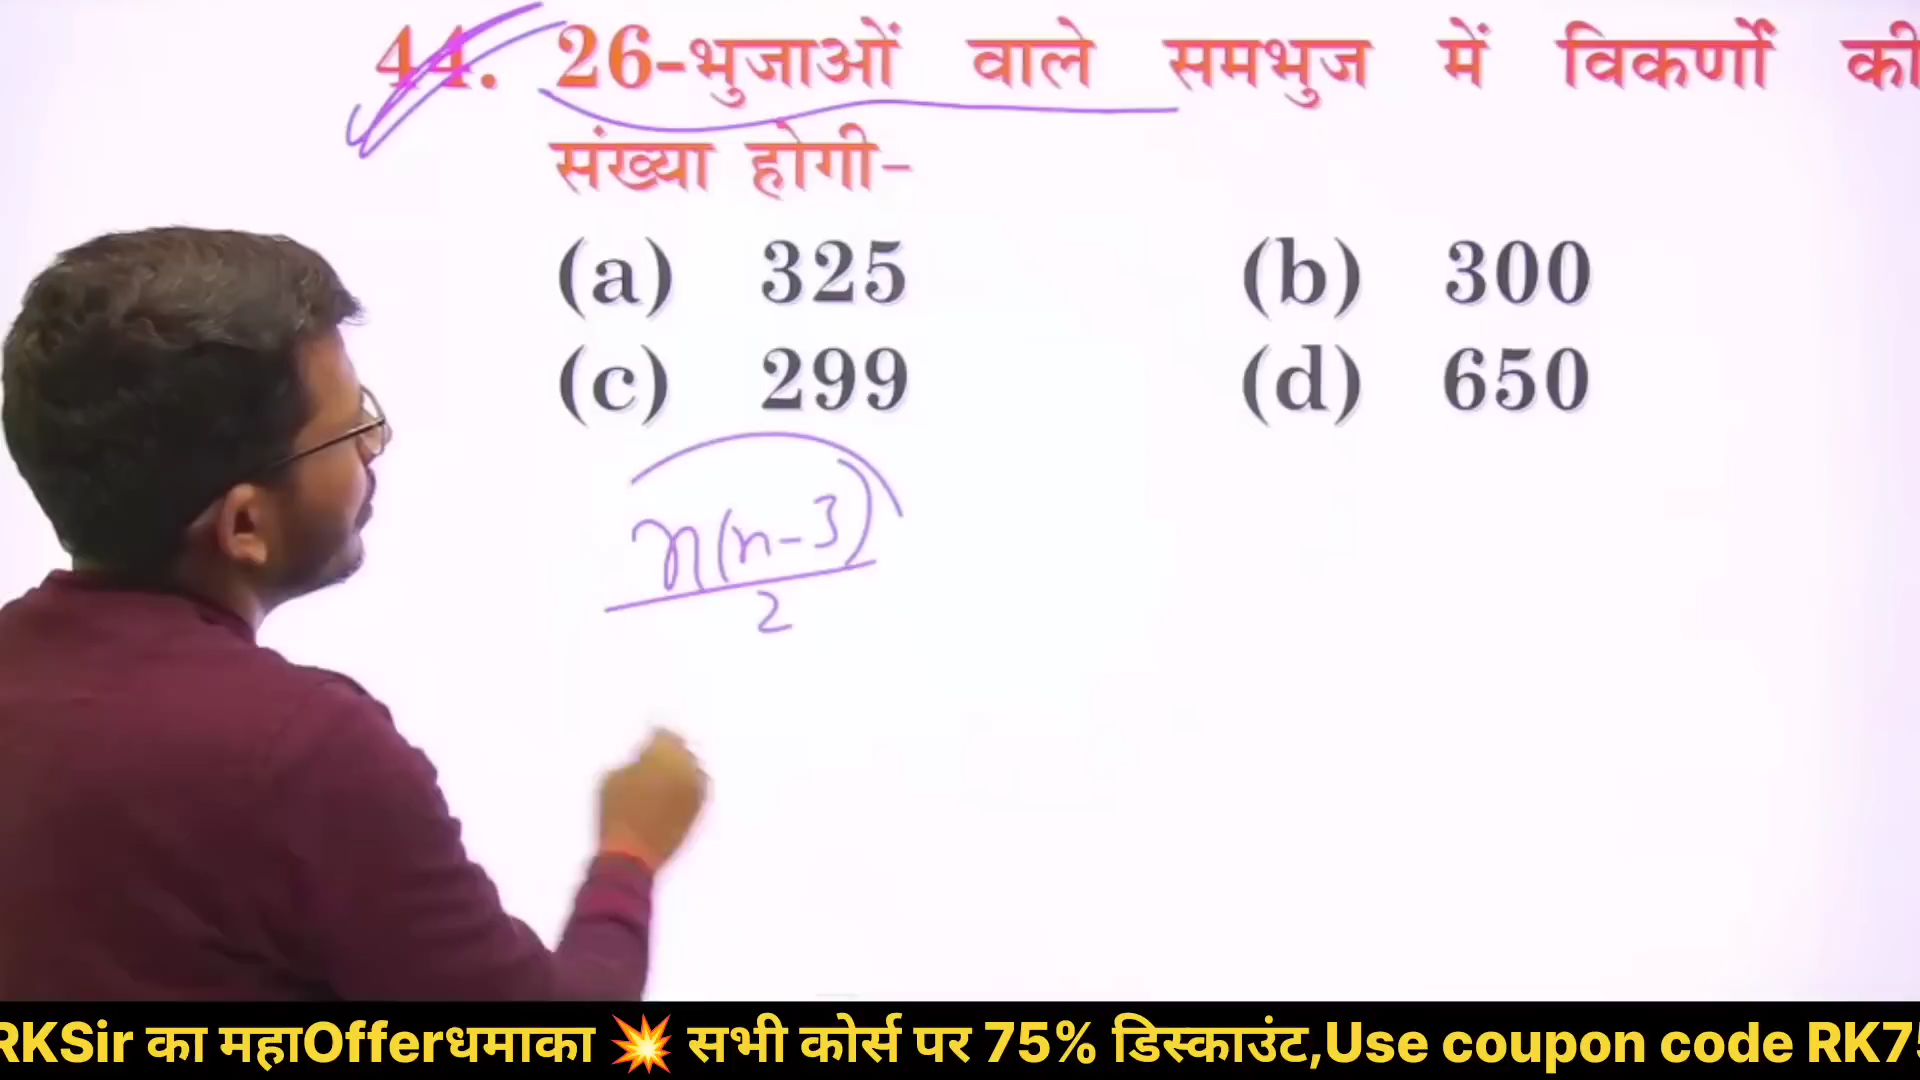 44. 26-भुजाओं वाले समभुज में विकर्णों की
संख्या होगी-
(a) 325 (b) 300
(c) 299 (d) 650
n(n-3)
2
RKSir का महाOfferधमाका 💥 सभी कोर्स पर 75% डिस्काउंट,Use coupon code RK75